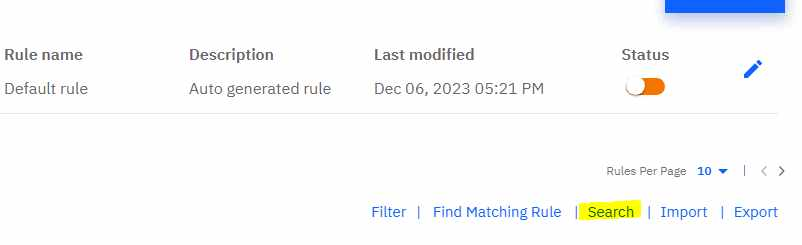 Rule name Description Last modified Status
Default rule Auto generated rule Dec 06, 2023 05:21 PM
Rules Per Page 10 | < >
Filter | Find Matching Rule | Search | Import | Export